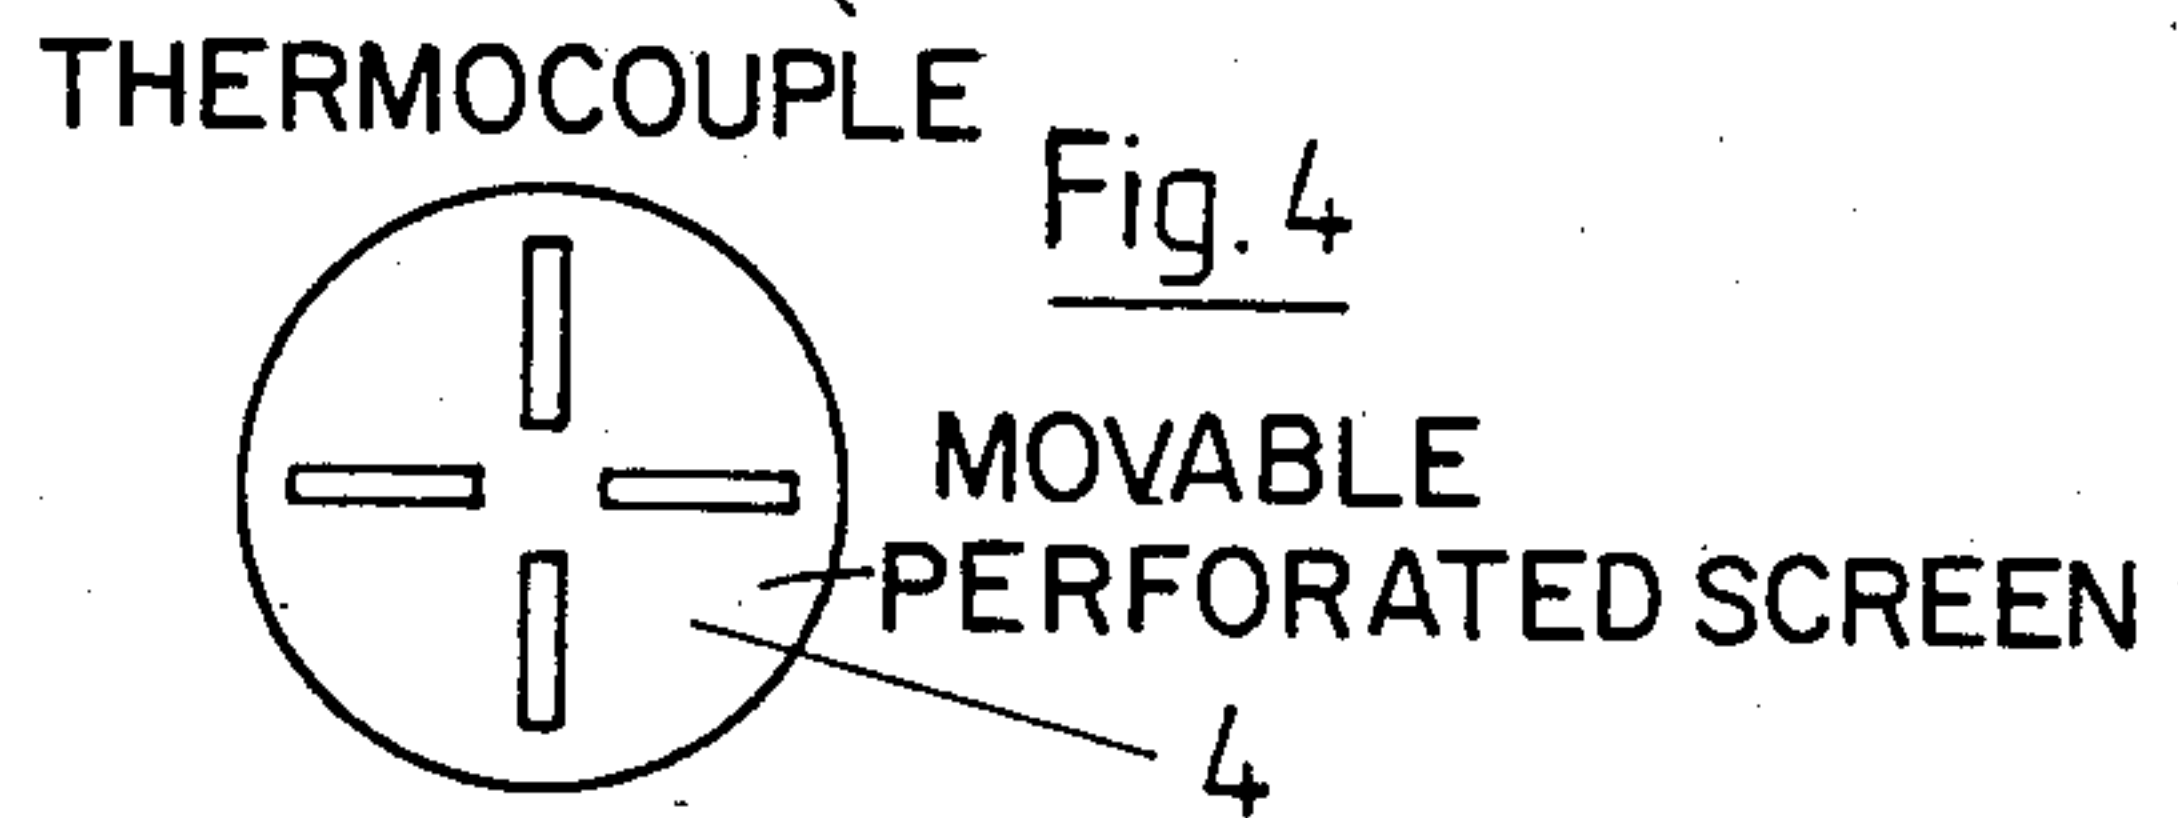 THERMOCOUPLE
Fig. 4
MOVABLE
PERFORATED SCREEN
4